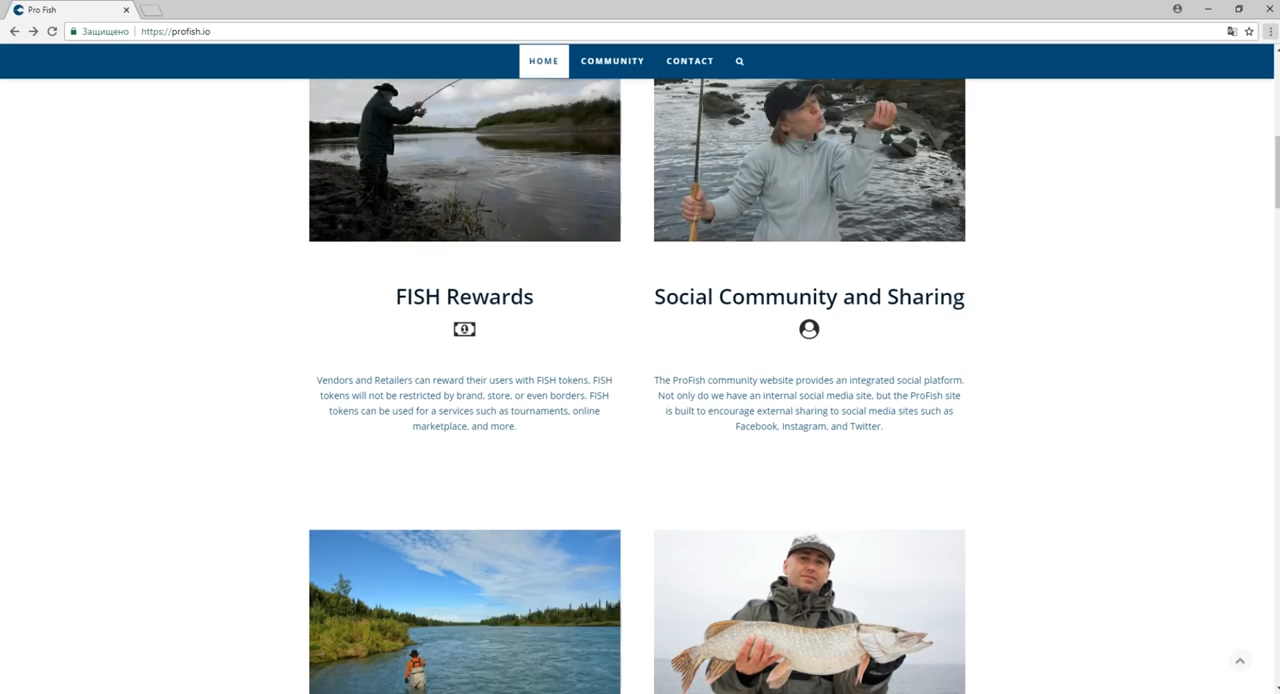 Pro Fish
Защищено
https://profish.io
HOME COMMUNITY CONTACT
FISH Rewards
Vendors and Retailers can reward their users with FISH tokens. FISH
tokens will not be restricted by brand, store, or even borders. FISH
tokens can be used for a services such as tournaments, online
marketplace, and more.
Social Community and Sharing
The ProFish community website provides an integrated social platform.
Not only do we have an internal social media site, but the ProFish site
is built to encourage external sharing to social media sites such as
Facebook, Instagram, and Twitter.